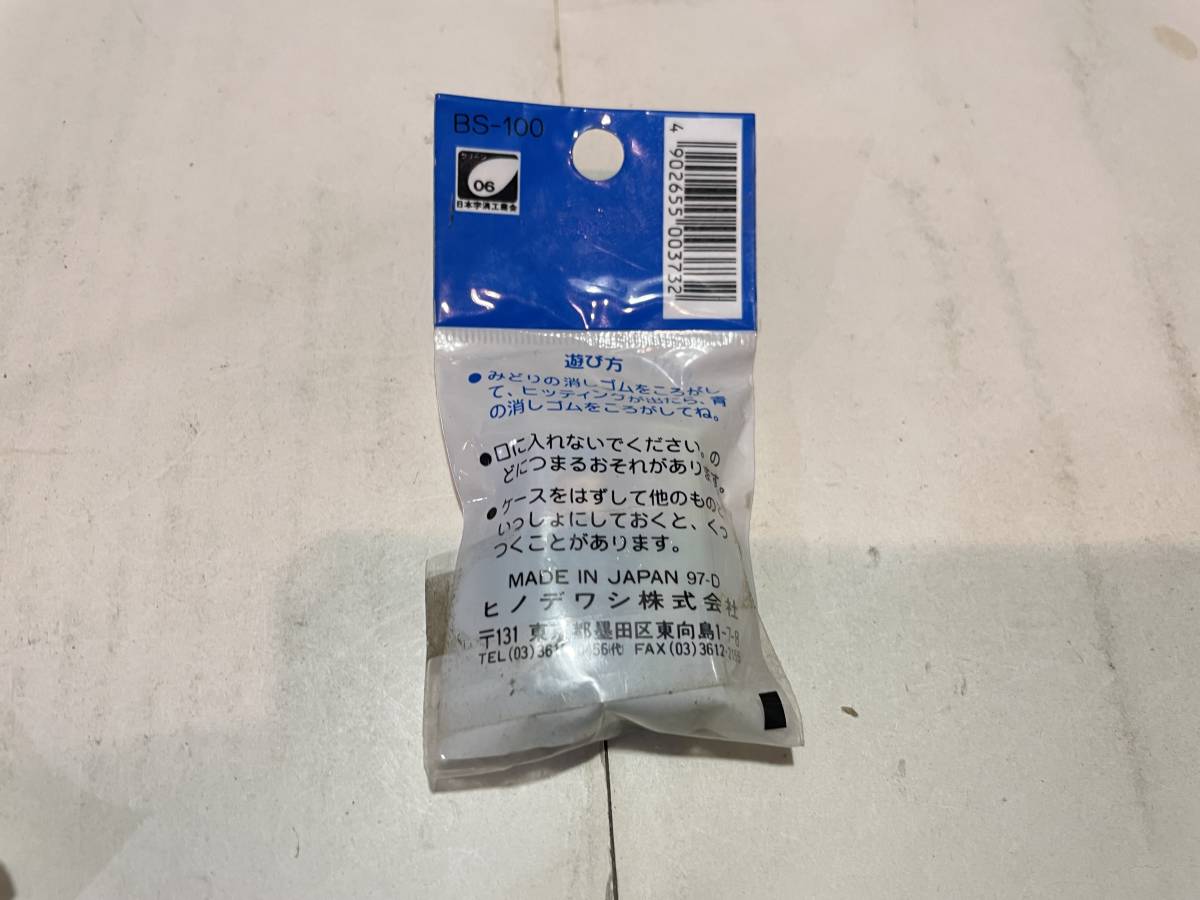 BS-100
06
日本字消工業会
4 902655 003732
遊び方
●みどりの消しゴムをころがし
て、ヒッティングが出たら、青
の消しゴムをころがしてね。
●口に入れないでください。の
どにつまるおそれがあります。
●ケースをはずして他のものと
いっしょにしておくと、くっ
つくことがあります。
MADE IN JAPAN 97-D
ヒノデワシ株式会社
〒131 東京都墨田区東向島1-7-8
TEL(03) 代 FAX(03)3612-